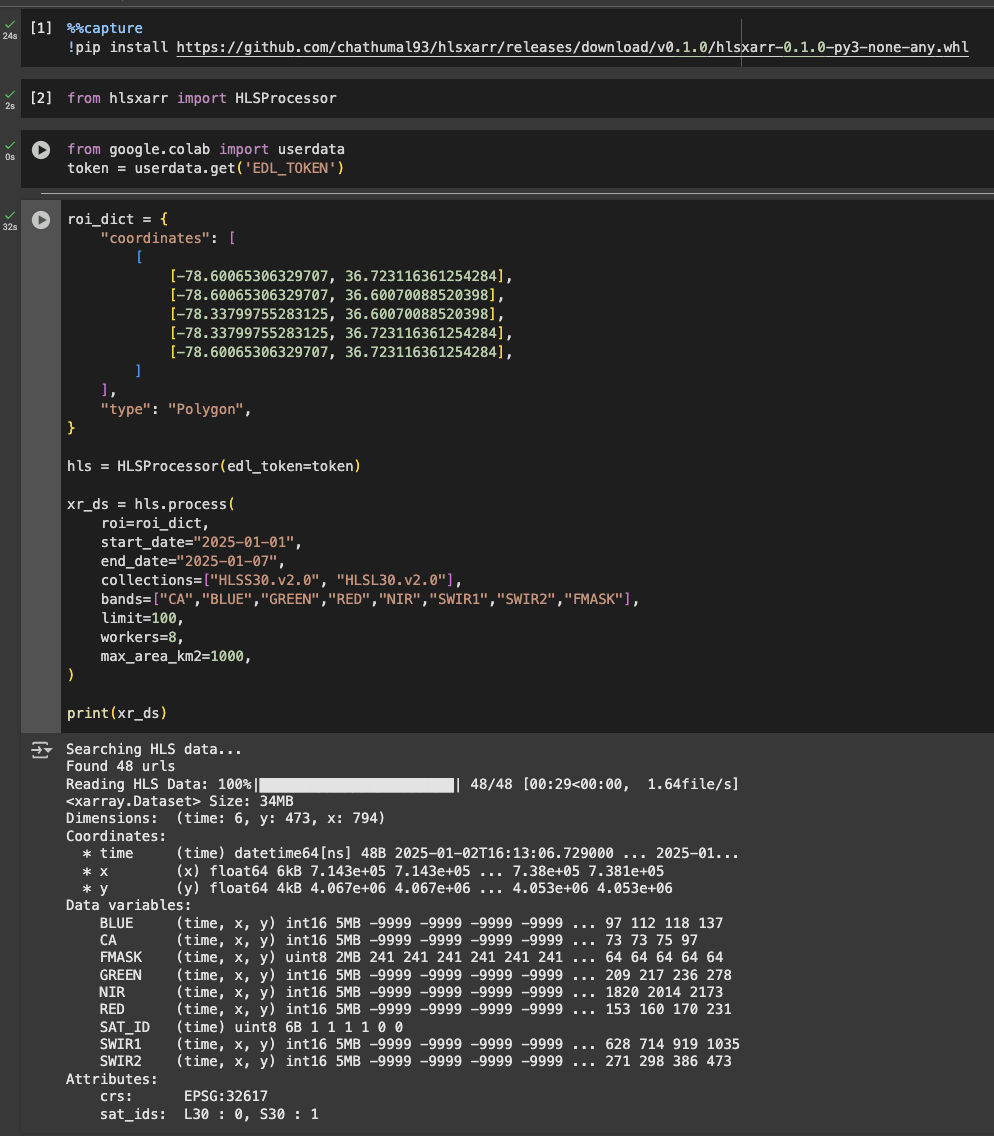 24s
[1] %%capture
!pip install https://github.com/chathumal93/hlsxarr/releases/download/v0.1.0/hlsxarr-0.1.0-py3-none-any.whl
2s
[2] from hlsxarr import HLSProcessor
0s
from google.colab import userdata
token = userdata.get('EDL_TOKEN')
32s
roi_dict = {
    "coordinates": [
        [
            [-78.60065306329707, 36.723116361254284],
            [-78.60065306329707, 36.60070088520398],
            [-78.33799755283125, 36.60070088520398],
            [-78.33799755283125, 36.723116361254284],
            [-78.60065306329707, 36.723116361254284],
        ]
    ],
    "type": "Polygon",
}
hls = HLSProcessor(edl_token=token)
xr_ds = hls.process(
    roi=roi_dict,
    start_date="2025-01-01",
    end_date="2025-01-07",
    collections=["HLSS30.v2.0", "HLSL30.v2.0"],
    bands=["CA","BLUE","GREEN","RED","NIR","SWIR1","SWIR2","FMASK"],
    limit=100,
    workers=8,
    max_area_km2=1000,
)
print(xr_ds)
Searching HLS data...
Found 48 urls
Reading HLS Data: 100%|██████████| 48/48 [00:29<00:00,  1.64file/s]
<xarray.Dataset> Size: 34MB
Dimensions:  (time: 6, y: 473, x: 794)
Coordinates:
  * time     (time) datetime64[ns] 48B 2025-01-02T16:13:06.729000 ... 2025-01...
  * x        (x) float64 6kB 7.143e+05 7.143e+05 ... 7.38e+05 7.381e+05
  * y        (y) float64 4kB 4.067e+06 4.067e+06 ... 4.053e+06 4.053e+06
Data variables:
    BLUE     (time, x, y) int16 5MB -9999 -9999 -9999 -9999 ... 97 112 118 137
    CA       (time, x, y) int16 5MB -9999 -9999 -9999 -9999 ... 73 73 75 97
    FMASK    (time, x, y) uint8 2MB 241 241 241 241 241 241 ... 64 64 64 64 64
    GREEN    (time, x, y) int16 5MB -9999 -9999 -9999 -9999 ... 209 217 236 278
    NIR      (time, x, y) int16 5MB -9999 -9999 -9999 -9999 ... 1820 2014 2173
    RED      (time, x, y) int16 5MB -9999 -9999 -9999 -9999 ... 153 160 170 231
    SAT_ID   (time) uint8 6B 1 1 1 1 0 0
    SWIR1    (time, x, y) int16 5MB -9999 -9999 -9999 -9999 ... 628 714 919 1035
    SWIR2    (time, x, y) int16 5MB -9999 -9999 -9999 -9999 ... 271 298 386 473
Attributes:
    crs:      EPSG:32617
    sat_ids:  L30 : 0, S30 : 1